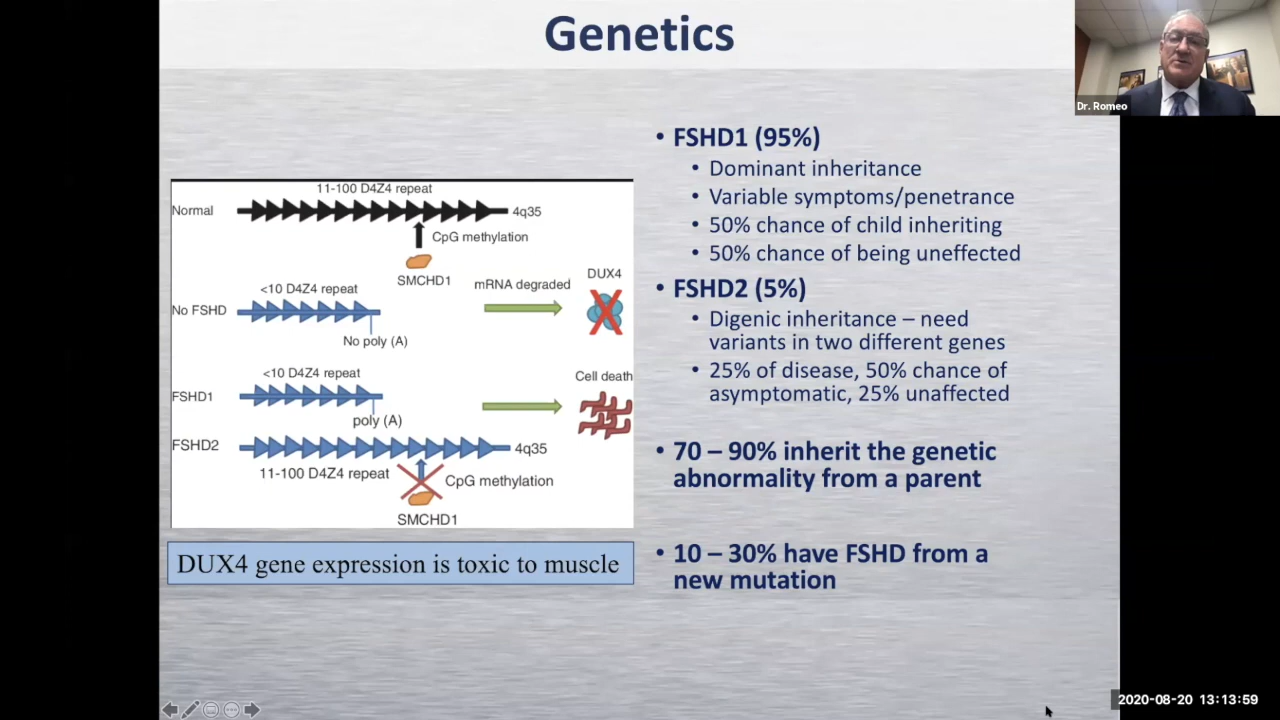 Genetics
Dr. Romeo
11-100 D4Z4 repeat
Normal
4q35
CpG methylation
SMCHD1
<10 D4Z4 repeat
mRNA degraded
DUX4
No FSHD
No poly (A)
<10 D4Z4 repeat
Cell death
FSHD1
poly (A)
FSHD2
4q35
11-100 D4Z4 repeat
CpG methylation
SMCHD1
DUX4 gene expression is toxic to muscle
• FSHD1 (95%)
• Dominant inheritance
• Variable symptoms/penetrance
• 50% chance of child inheriting
• 50% chance of being uneffected
• FSHD2 (5%)
• Digenic inheritance – need
variants in two different genes
• 25% of disease, 50% chance of
asymptomatic, 25% unaffected
• 70 – 90% inherit the genetic
abnormality from a parent
• 10 – 30% have FSHD from a
new mutation
2020-08-20 13:13:59